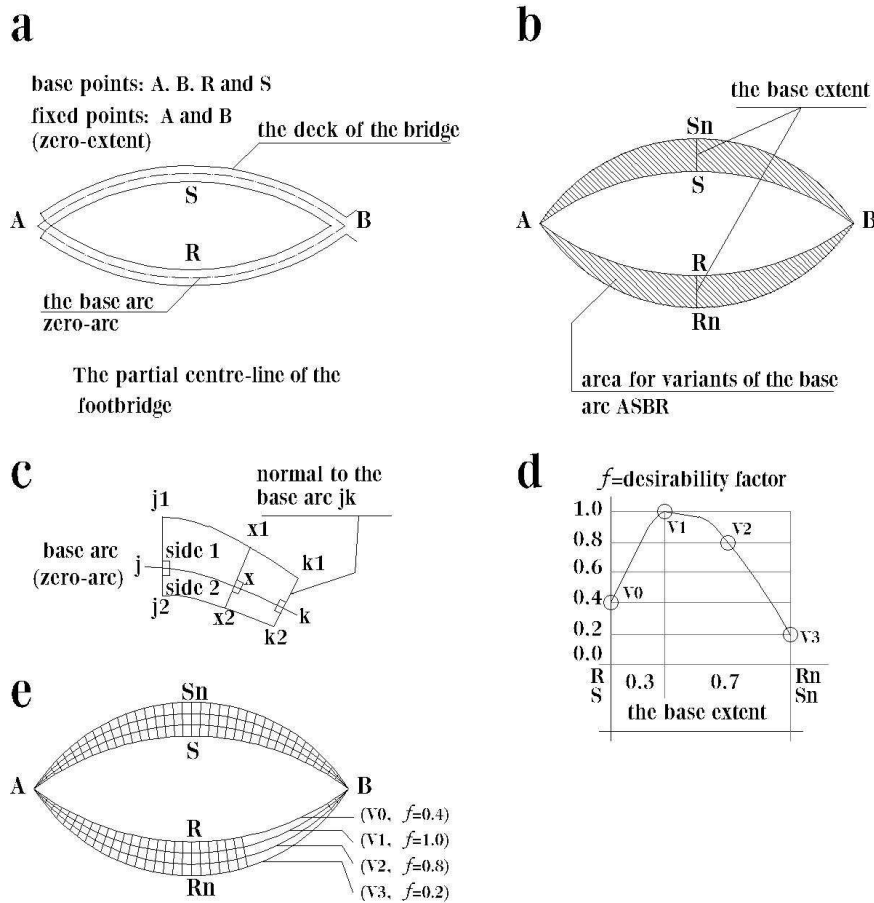 a
base points: A. B. R and S
fixed points: A and B
(zero-extent)
the deck of the bridge
S
A
B
R
the base arc
zero-arc
The partial centre-line of the
footbridge
b
the base extent
Sn
S
A
B
R
Rn
area for variants of the base
arc ASBR
c
normal to the
base arc jk
j1
x1
base arc
(zero-arc)
j
side 1
k1
side 2
x
j2
x2
k
k2
d
f=desirability factor
1.0
V1
V2
0.8
0.6
0.4
V0
0.2
V3
0.0
R
S
0.3
0.7
Rn
Sn
the base extent
e
Sn
S
A
B
R
(V0, f=0.4)
(V1, f=1.0)
(V2, f=0.8)
Rn
(V3, f=0.2)